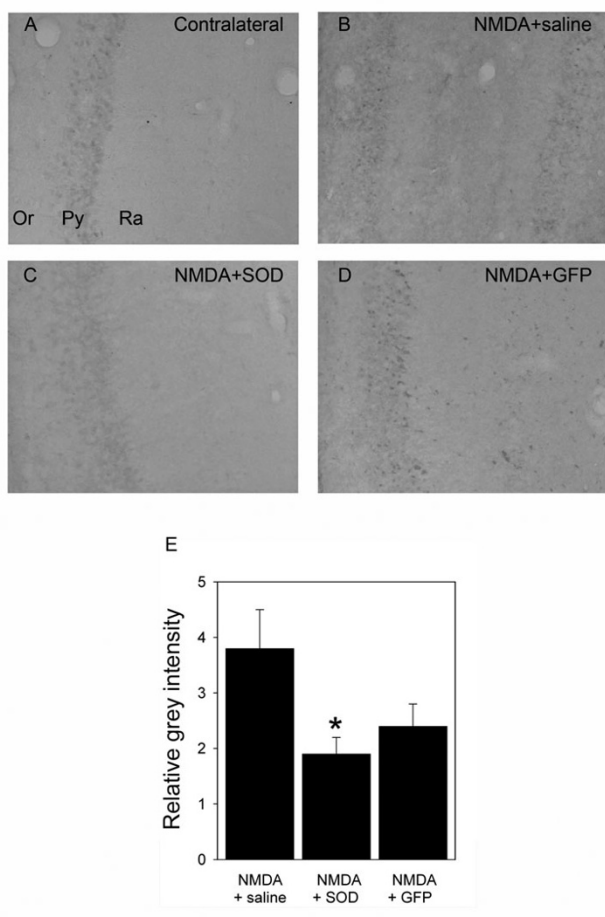 A Contralateral
B NMDA+saline
Or Py Ra
C NMDA+SOD
D NMDA+GFP
E
5
4
3
2
1
0
Relative grey intensity
*
NMDA + saline
NMDA + SOD
NMDA + GFP